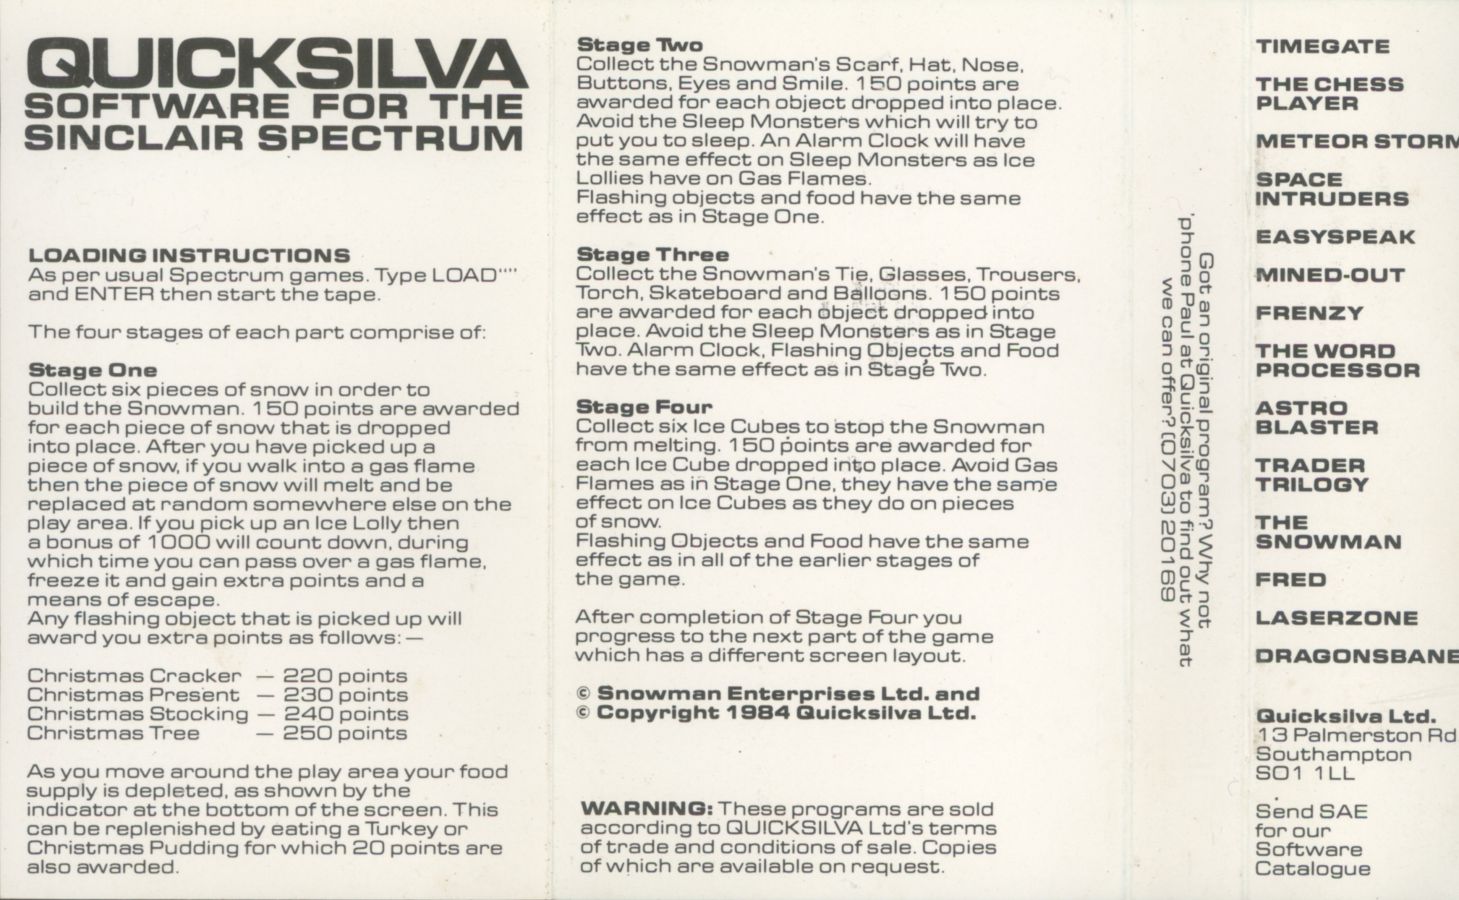 QUICKSILVA
SOFTWARE FOR THE
SINCLAIR SPECTRUM
LOADING INSTRUCTIONS
As per usual Spectrum games. Type LOAD""
and ENTER then start the tape.
The four stages of each part comprise of:
Stage One
Collect six pieces of snow in order to
build the Snowman. 150 points are awarded
for each piece of snow that is dropped
into place. After you have picked up a
piece of snow, if you walk into a gas flame
then the piece of snow will melt and be
replaced at random somewhere else on the
play area. If you pick up an Ice Lolly then
a bonus of 1000 will count down, during
which time you can pass over a gas flame,
freeze it and gain extra points and a
means of escape.
Any flashing object that is picked up will
award you extra points as follows:—
Christmas Cracker — 220 points
Christmas Present — 230 points
Christmas Stocking — 240 points
Christmas Tree — 250 points
As you move around the play area your food
supply is depleted, as shown by the
indicator at the bottom of the screen. This
can be replenished by eating a Turkey or
Christmas Pudding for which 20 points are
also awarded.
Stage Two
Collect the Snowman's Scarf, Hat, Nose,
Buttons, Eyes and Smile. 150 points are
awarded for each object dropped into place.
Avoid the Sleep Monsters which will try to
put you to sleep. An Alarm Clock will have
the same effect on Sleep Monsters as Ice
Lollies have on Gas Flames.
Flashing objects and food have the same
effect as in Stage One.
Stage Three
Collect the Snowman's Tie, Glasses, Trousers,
Torch, Skateboard and Balloons. 150 points
are awarded for each object dropped into
place. Avoid the Sleep Monsters as in Stage
Two. Alarm Clock, Flashing Objects and Food
have the same effect as in Stage Two.
Stage Four
Collect six Ice Cubes to stop the Snowman
from melting. 150 points are awarded for
each Ice Cube dropped into place. Avoid Gas
Flames as in Stage One, they have the same
effect on Ice Cubes as they do on pieces
of snow.
Flashing Objects and Food have the same
effect as in all of the earlier stages of
the game.
After completion of Stage Four you
progress to the next part of the game
which has a different screen layout.
© Snowman Enterprises Ltd. and
© Copyright 1984 Quicksilva Ltd.
WARNING: These programs are sold
according to QUICKSILVA Ltd's terms
of trade and conditions of sale. Copies
of which are available on request.
Got an original program? Why not
'phone Paul at Quicksilva to find out what
we can offer? (0703) 20169
TIMEGATE
THE CHESS
PLAYER
METEOR STORM
SPACE
INTRUDERS
EASYSPEAK
MINED-OUT
FRENZY
THE WORD
PROCESSOR
ASTRO
BLASTER
TRADER
TRILOGY
THE
SNOWMAN
FRED
LASERZONE
DRAGONSBANE
Quicksilva Ltd.
13 Palmerston Rd
Southampton
SO1 1LL
Send SAE
for our
Software
Catalogue